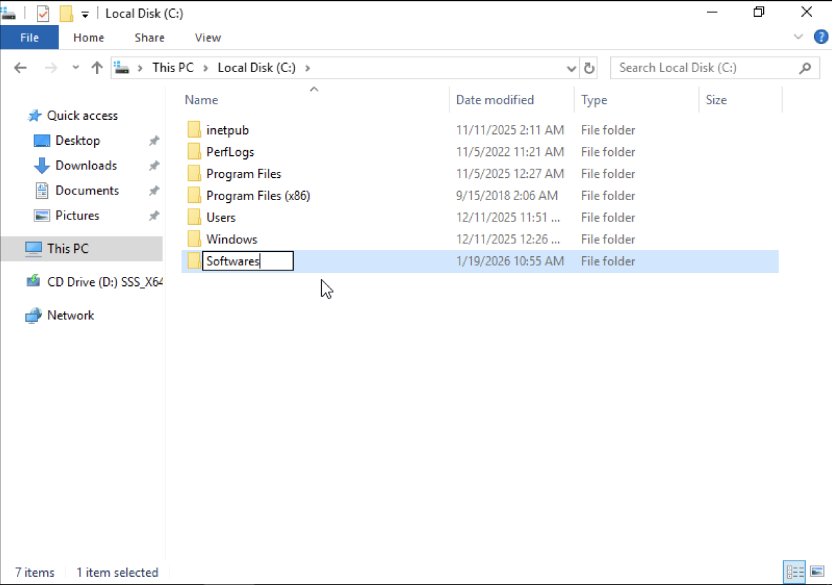 Local Disk (C:)
File Home Share View
This PC Local Disk (C:) Search Local Disk (C:)
Name Date modified Type Size
Quick access
Desktop
Downloads
Documents
Pictures
This PC
CD Drive (D:) SSS_X64
Network
inetpub 11/11/2025 2:11 AM File folder
PerfLogs 11/5/2022 11:21 AM File folder
Program Files 11/5/2025 12:27 AM File folder
Program Files (x86) 9/15/2018 2:06 AM File folder
Users 12/11/2025 11:51 ... File folder
Windows 12/11/2025 12:26 ... File folder
Softwares 1/19/2026 10:55 AM File folder
7 items 1 item selected